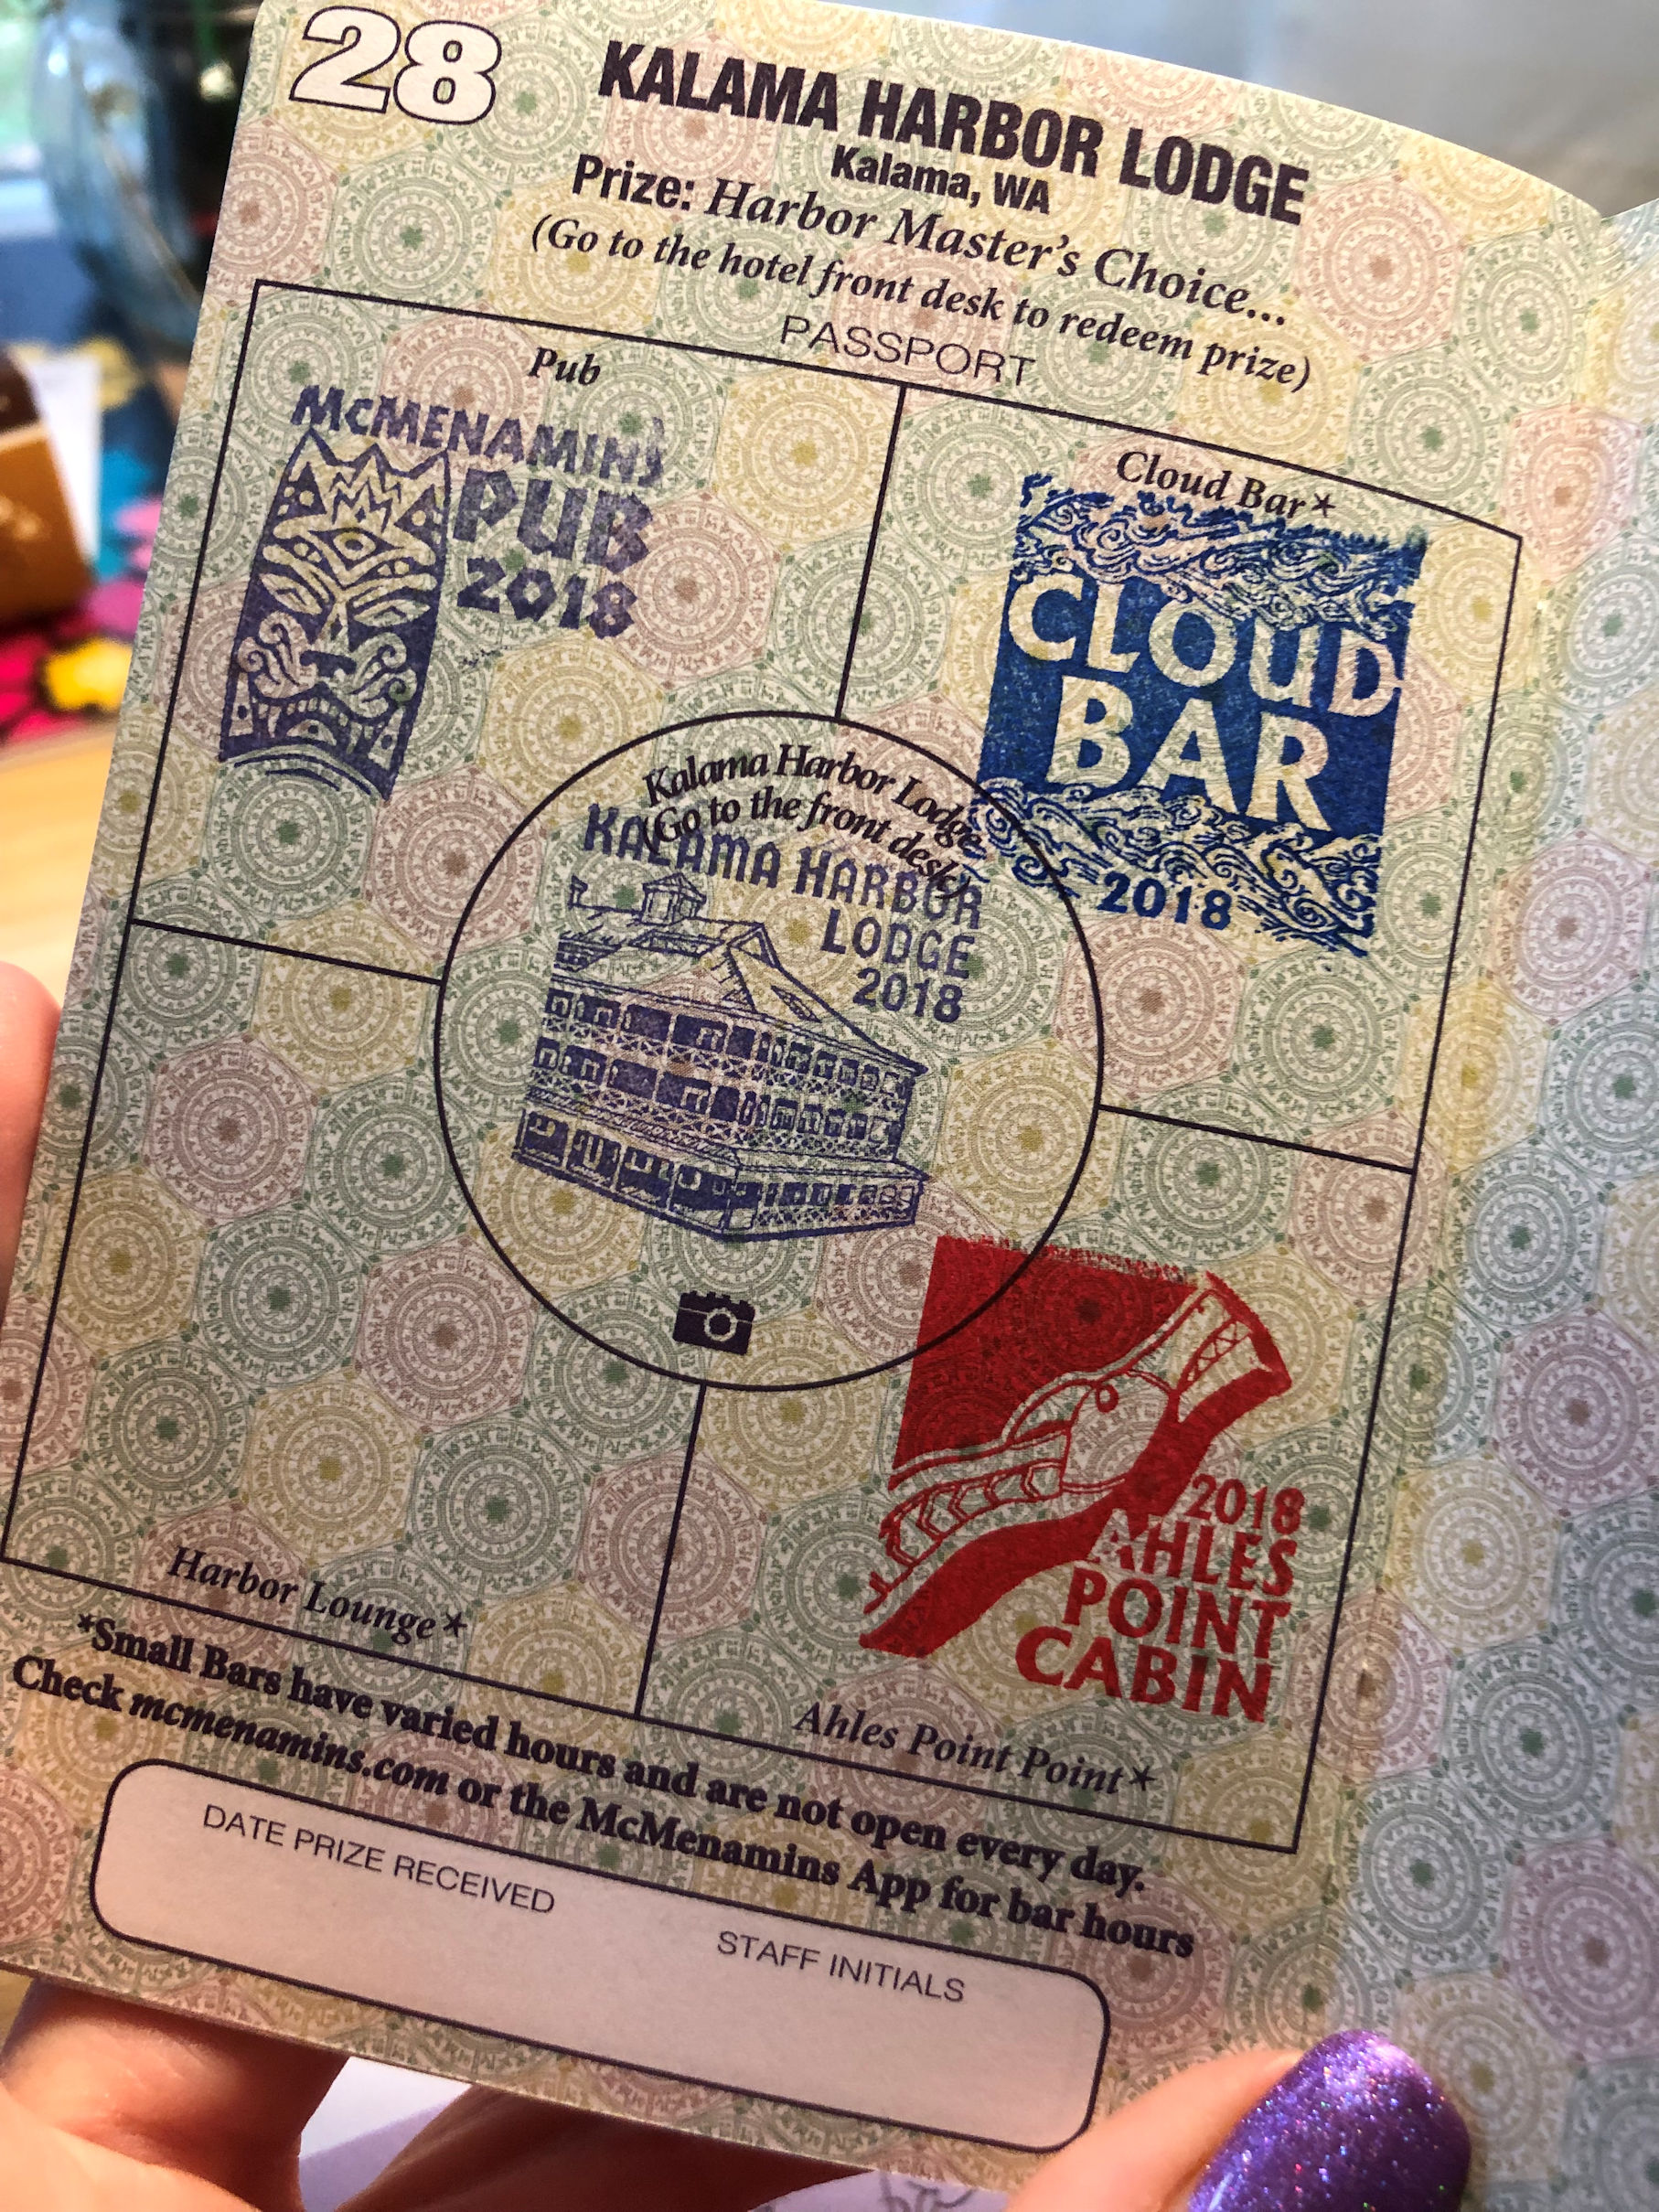 28
KALAMA HARBOR LODGE
Kalama, WA
Prize: Harbor Master's Choice...
(Go to the hotel front desk to redeem prize)
PASSPORT
Pub
McMENAMINS
PUB
2018
Cloud Bar*
CLOUD
BAR
2018
Kalama Harbor Lodge
(Go to the front desk)
KALAMA HARBOR
LODGE
2018
2018
AHLES
POINT
CABIN
Harbor Lounge*
Ahles Point Point*
*Small Bars have varied hours and are not open every day.
Check mcmenamins.com or the McMenamins App for bar hours
DATE PRIZE RECEIVED
STAFF INITIALS